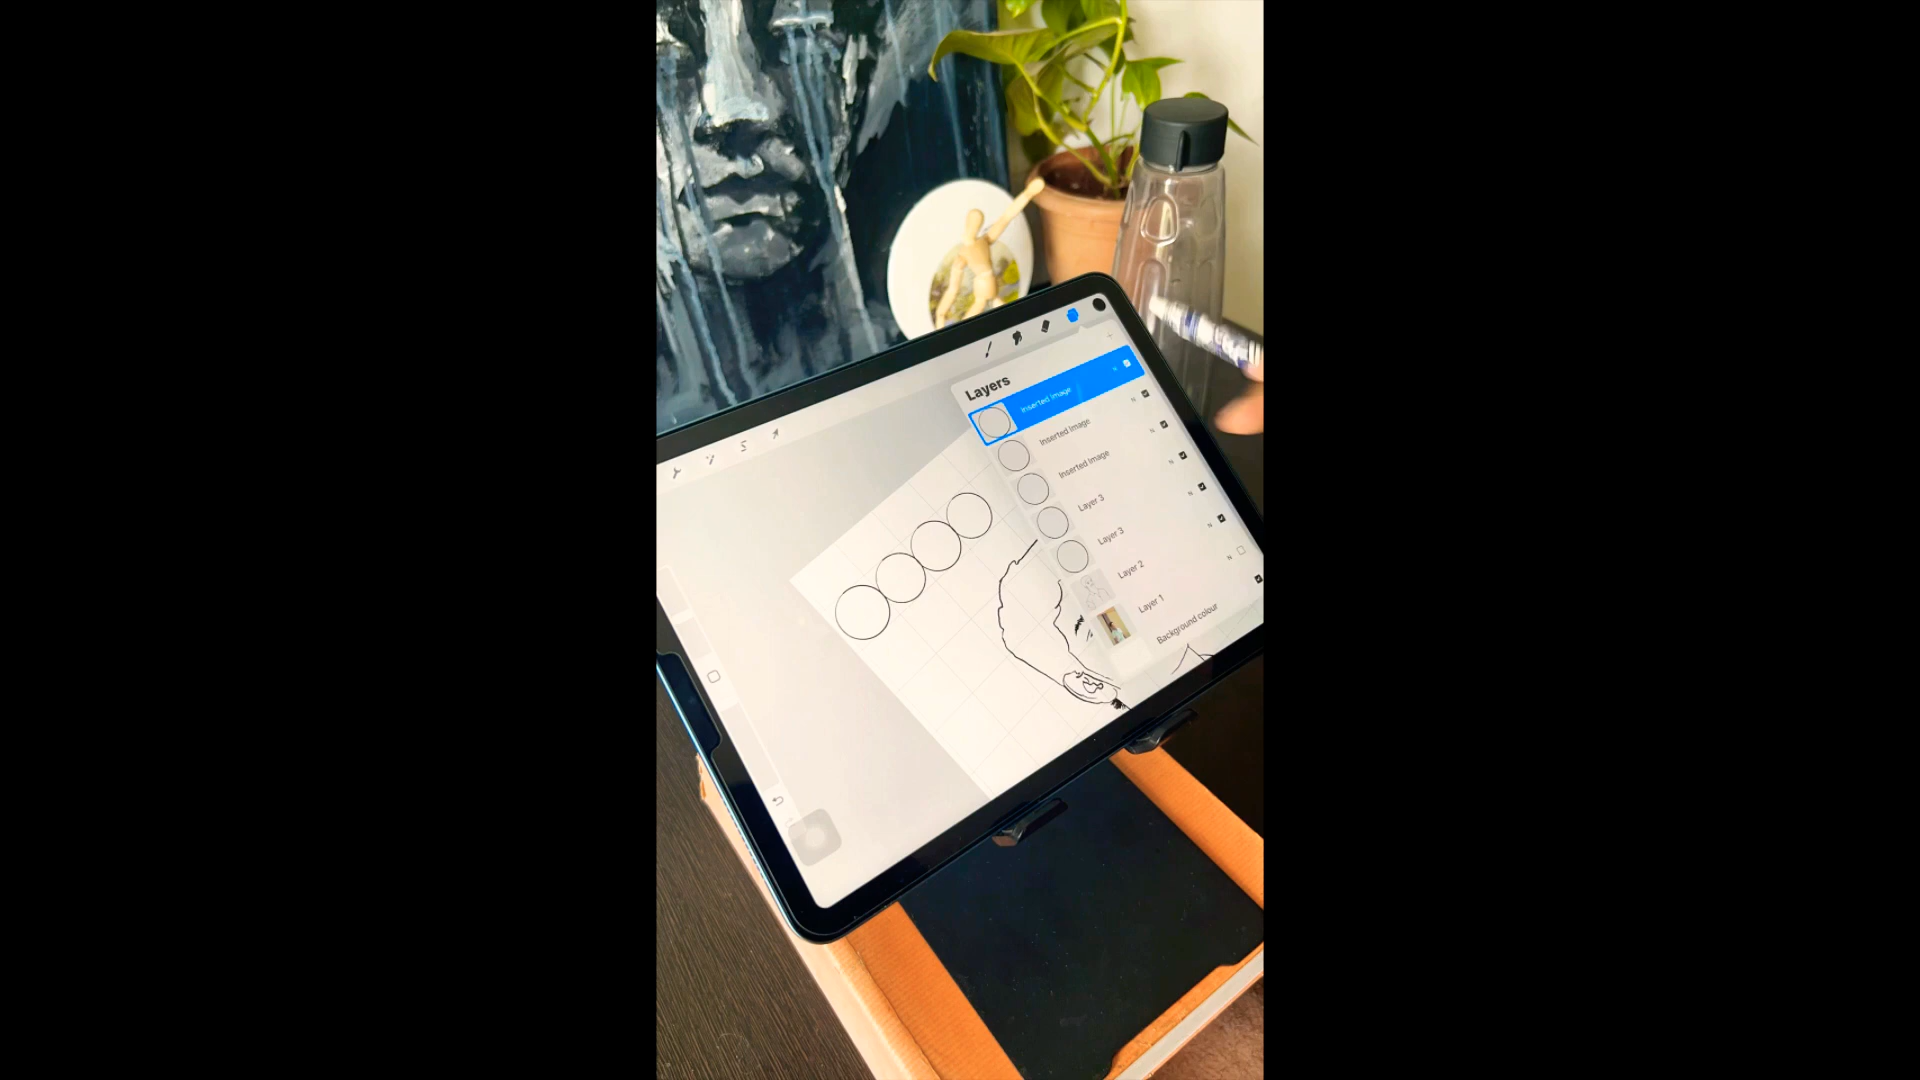 Layers
Inserted Image
N
Inserted Image
N
Inserted Image
N
Layer 3
N
Layer 3
N
Layer 2
N
Layer 1
N
Background colour